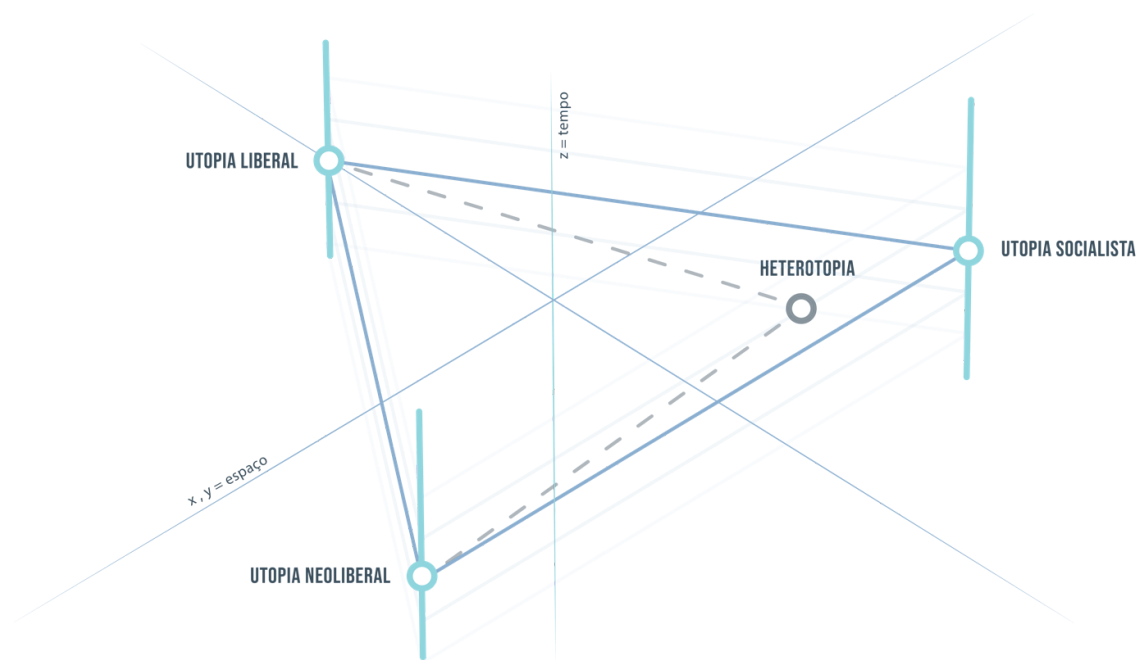 z = tempo
UTOPIA LIBERAL
UTOPIA SOCIALISTA
HETEROTOPIA
x , y = espaço
UTOPIA NEOLIBERAL